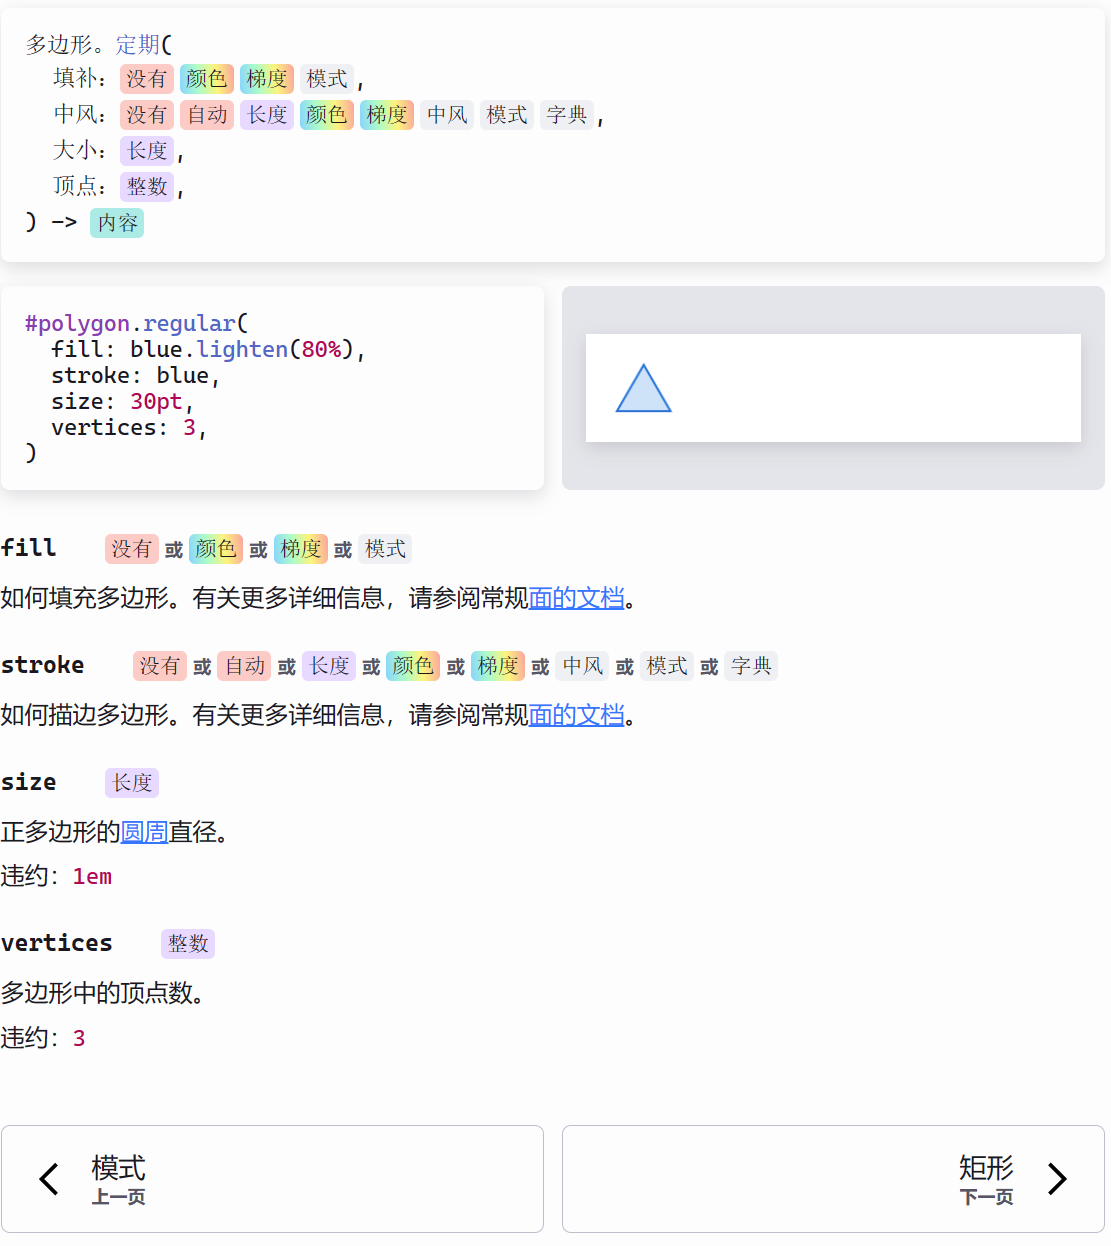 多边形。定期(
填补： 没有 颜色 梯度 模式 ,
中风： 没有 自动 长度 颜色 梯度 中风 模式 字典 ,
大小： 长度 ,
顶点： 整数 ,
) -> 内容
#polygon.regular(
fill: blue.lighten(80%),
stroke: blue,
size: 30pt,
vertices: 3,
)
fill 没有 或 颜色 或 梯度 或 模式
如何填充多边形。有关更多详细信息，请参阅常规面的文档。
stroke 没有 或 自动 或 长度 或 颜色 或 梯度 或 中风 或 模式 或 字典
如何描边多边形。有关更多详细信息，请参阅常规面的文档。
size 长度
正多边形的圆周直径。
违约：1em
vertices 整数
多边形中的顶点数。
违约：3
模式
上一页
矩形
下一页